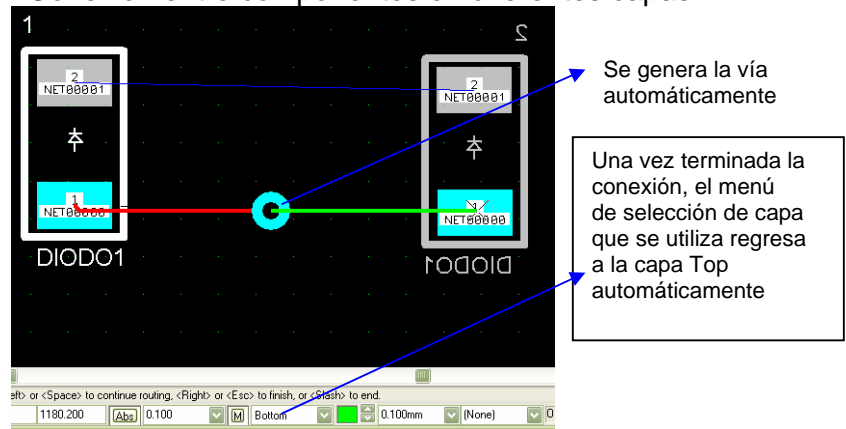 1
2
2
NET00001
2
NET00001
Se genera la vía
automáticamente
1
NET00000
1
NET00000
DIODO1
DIODO1
Una vez terminada la
conexión, el menú
de selección de capa
que se utiliza regresa
a la capa Top
automáticamente
or <Space> to continue routing, <Right> or <Esc> to finish, or <Slash> to end.
1180.200 Abs 0.100 M Bottom 0.100mm (None) 0